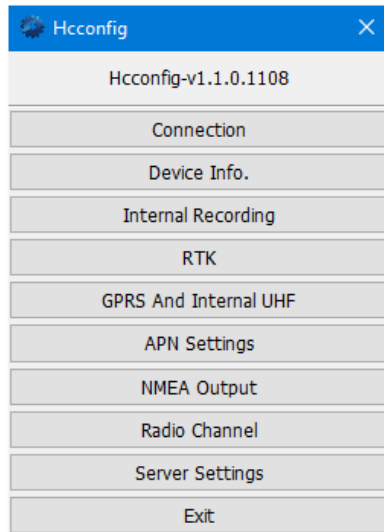 Hcconfig
Hcconfig-v1.1.0.1108
Connection
Device Info.
Internal Recording
RTK
GPRS And Internal UHF
APN Settings
NMEA Output
Radio Channel
Server Settings
Exit